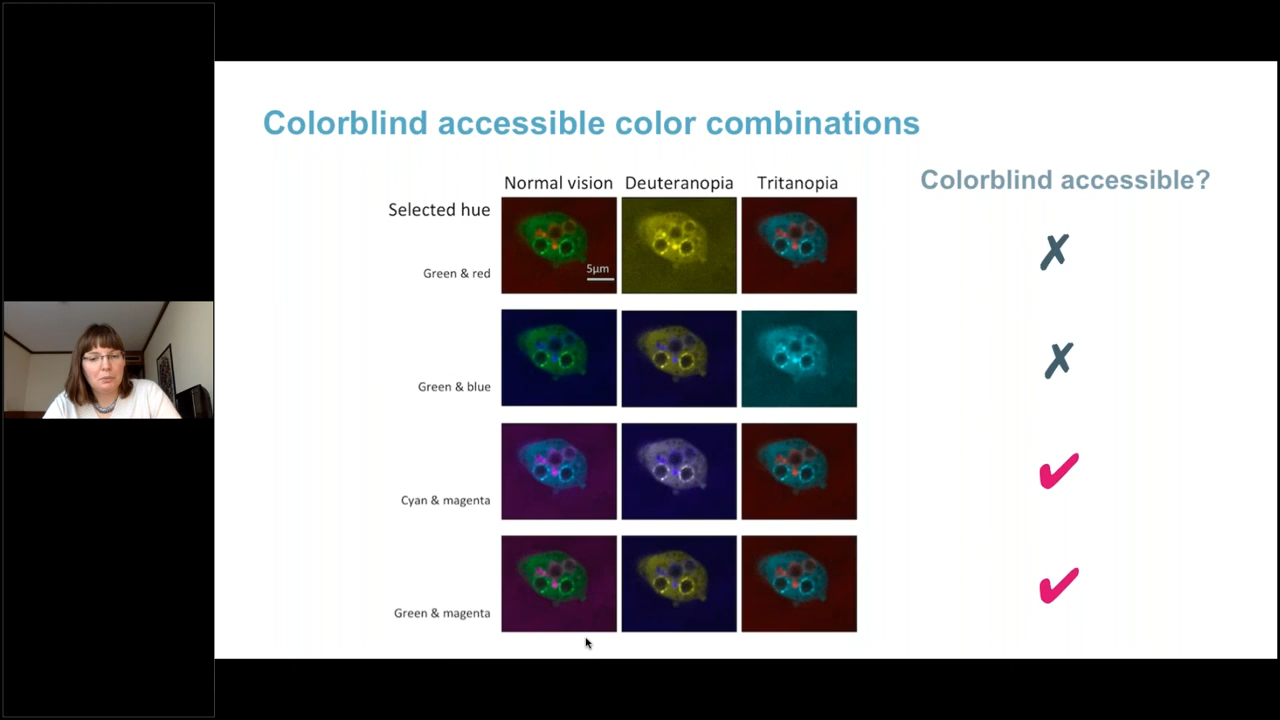 Colorblind accessible color combinations
Colorblind accessible?
Normal vision Deuteranopia Tritanopia
Selected hue
Green & red
5µm
✗
Green & blue
✗
Cyan & magenta
✔
Green & magenta
✔